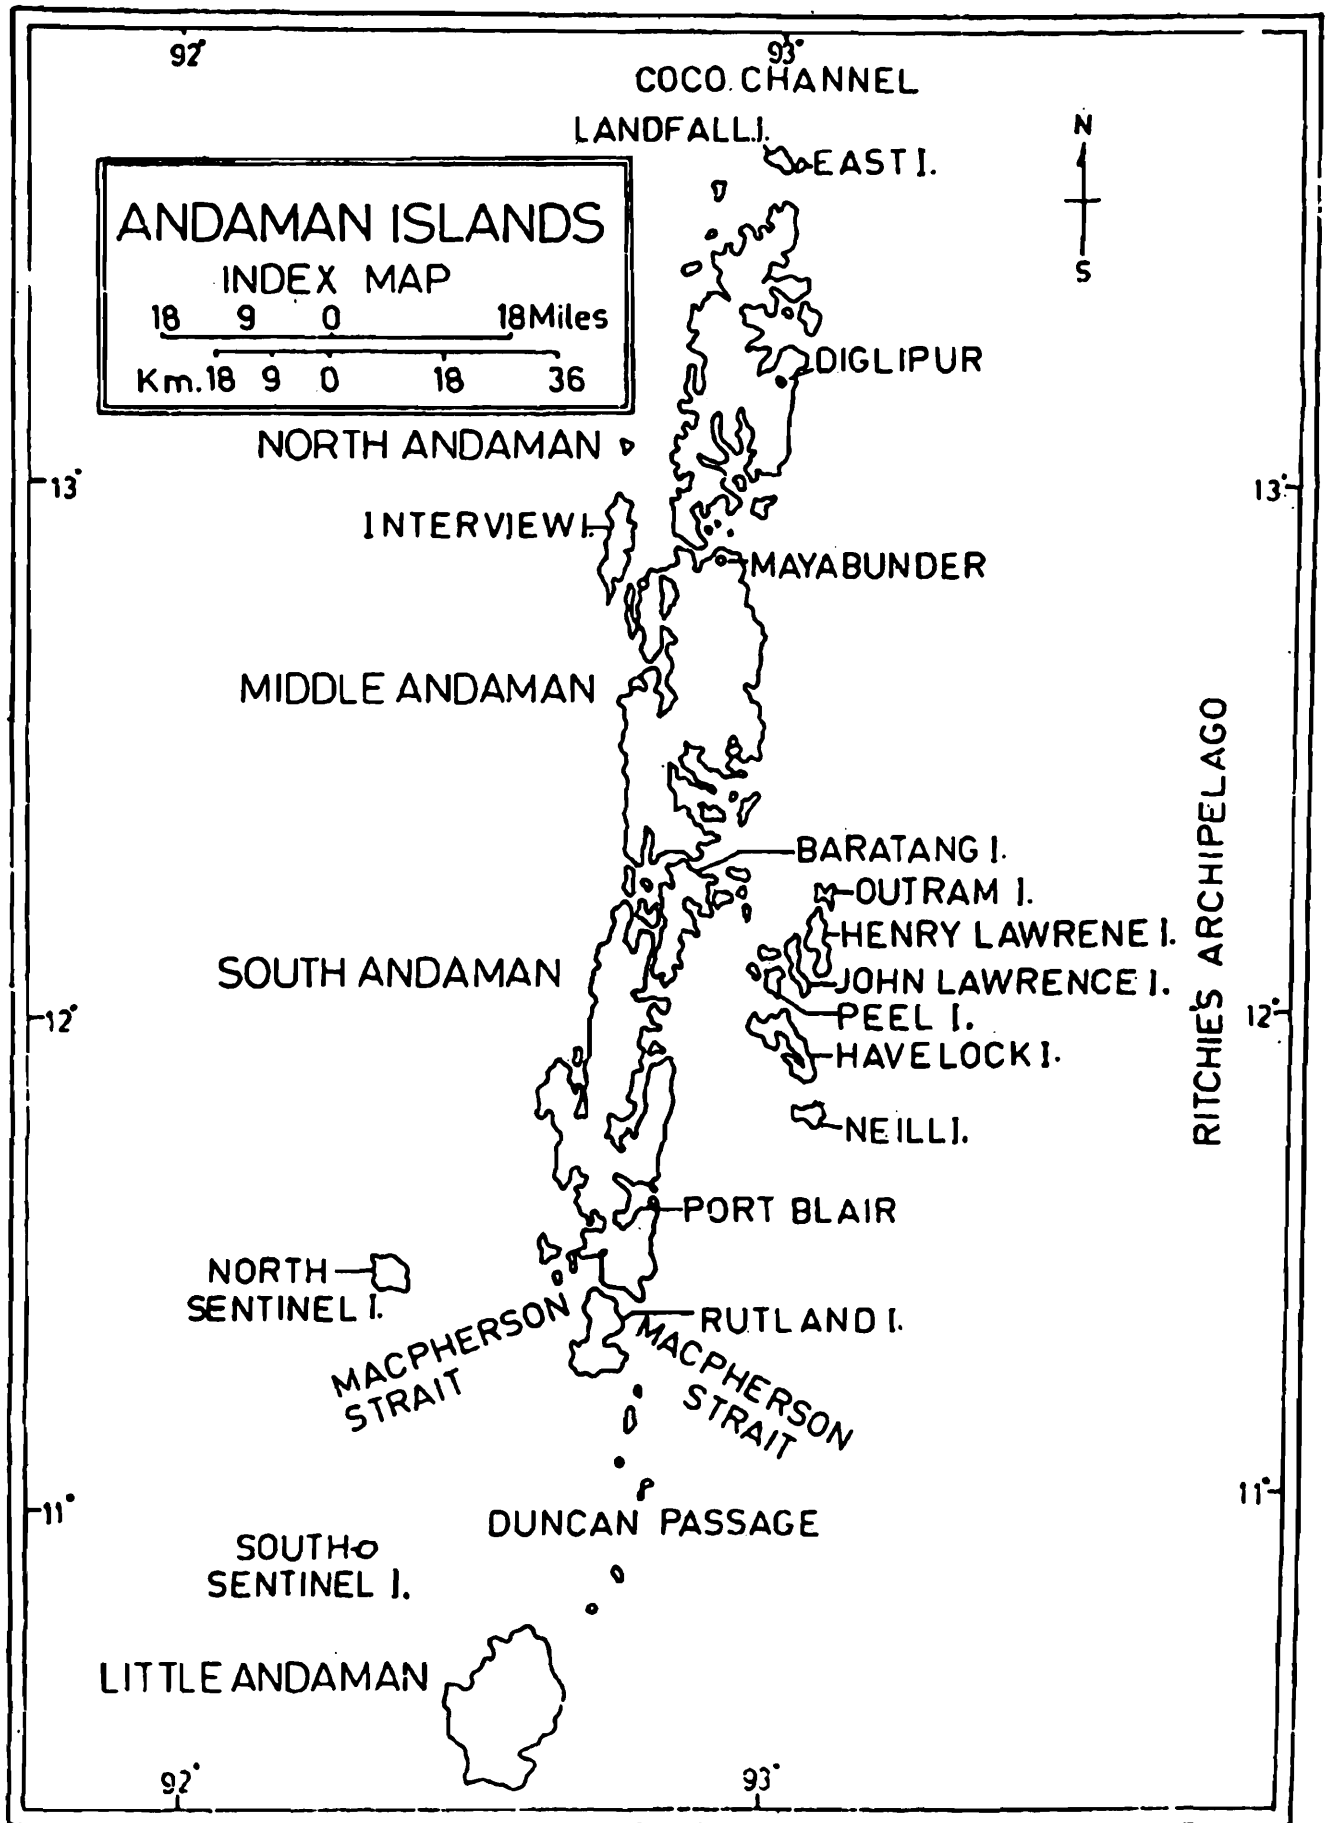 92° 93°
COCO. CHANNEL
LANDFALL.I.
EAST I.
N
S
ANDAMAN ISLANDS
INDEX MAP
18 9 0 18 Miles
Km. 18 9 0 18 36
DIGLIPUR
NORTH ANDAMAN
13° 13°
INTERVIEW I.
MAYABUNDER
MIDDLE ANDAMAN
RITCHIE'S ARCHIPELAGO
BARATANG I.
OUTRAM I.
HENRY LAWRENE I.
SOUTH ANDAMAN
JOHN LAWRENCE I.
12° 12°
PEEL I.
HAVELOCK I.
NEILL I.
PORT BLAIR
NORTH
SENTINEL I.
RUTLAND I.
MACPHERSON
STRAIT
MACPHERSON
STRAIT
11° 11°
DUNCAN PASSAGE
SOUTH
SENTINEL I.
LITTLE ANDAMAN
92° 93°